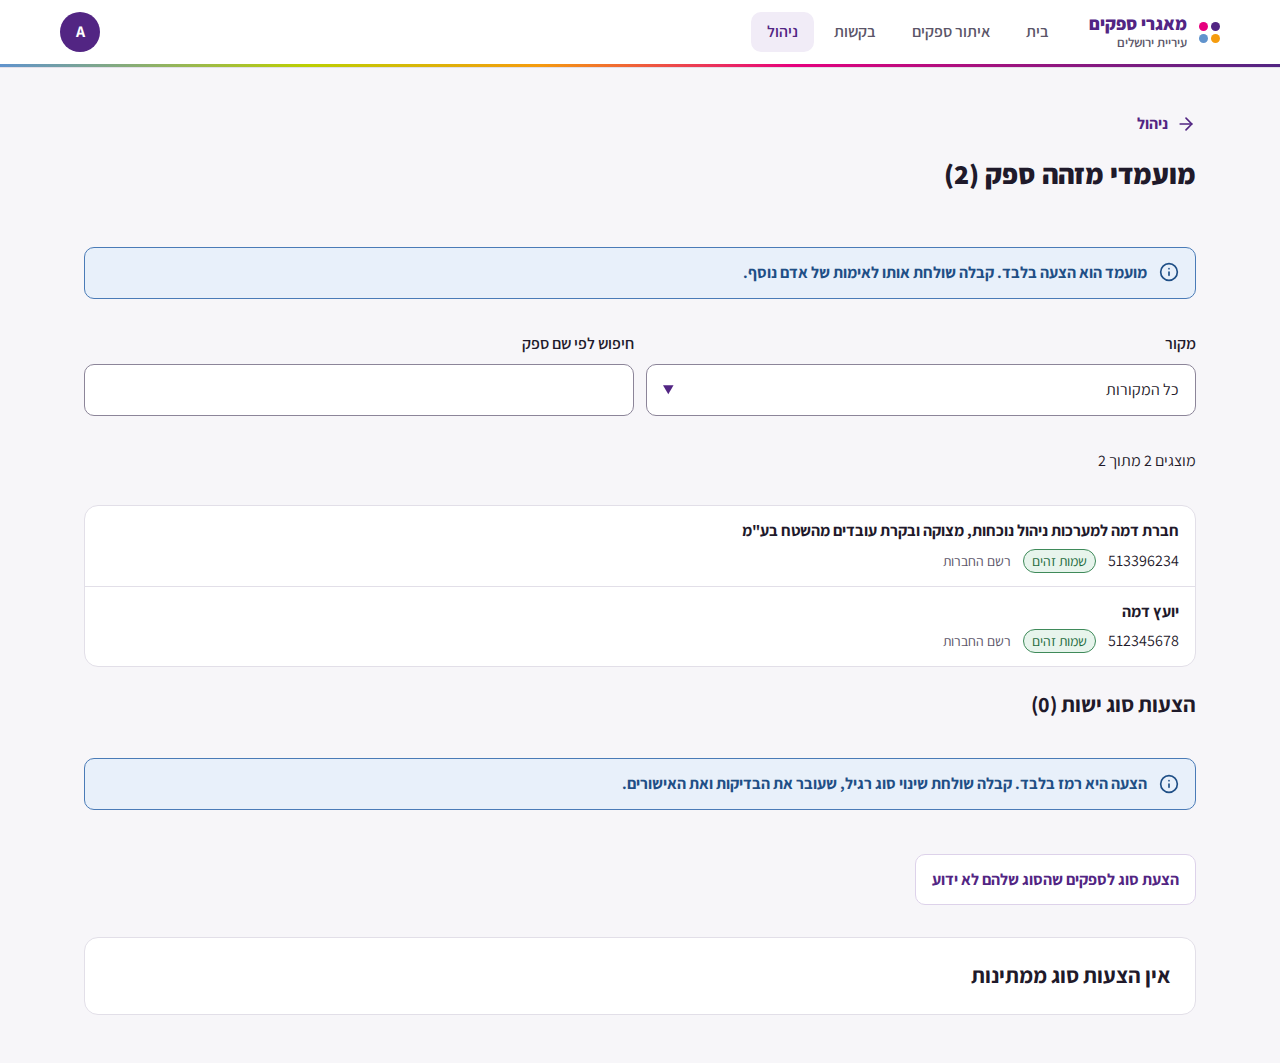 מאגרי ספקים
עיריית ירושלים
בית
איתור ספקים
בקשות
ניהול
A
ניהול
מועמדי מזהה ספק (2)
מועמד הוא הצעה בלבד. קבלה שולחת אותו לאימות של אדם נוסף.
מקור
חיפוש לפי שם ספק
כל המקורות
מוצגים 2 מתוך 2
חברת דמה למערכות ניהול נוכחות, מצוקה ובקרת עובדים מהשטח בע"מ
513396234 שמות זהים רשם החברות
יועץ דמה
512345678 שמות זהים רשם החברות
הצעות סוג ישות (0)
הצעה היא רמז בלבד. קבלה שולחת שינוי סוג רגיל, שעובר את הבדיקות ואת האישורים.
הצעת סוג לספקים שהסוג שלהם לא ידוע
אין הצעות סוג ממתינות